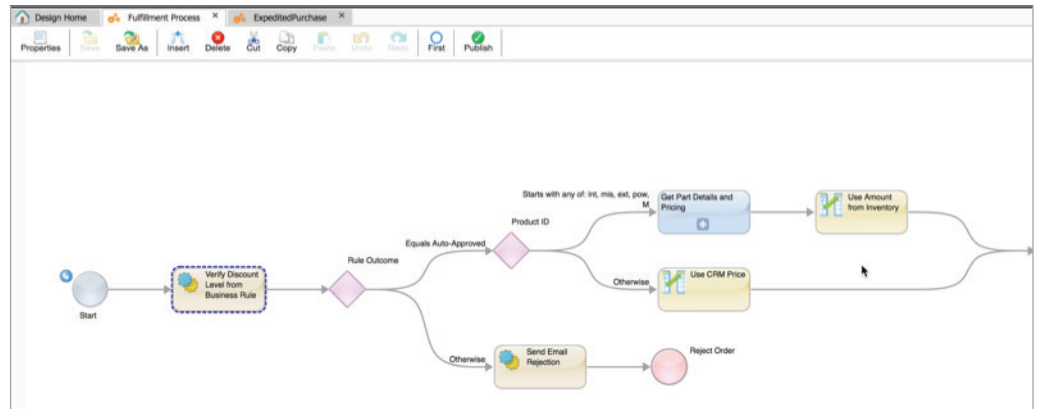 Design Home
Fulfillment Process
ExpeditedPurchase
Properties
Save
Save As
Insert
Delete
Cut
Copy
Paste
Undo
Redo
First
Publish
Starts with any of: int, mis, ext, pow,
M
Get Part Details and
Pricing
Use Amount
from Inventory
Product ID
Equals Auto-Approved
Rule Outcome
Verify Discount
Level from
Business Rule
Otherwise
Use CRM Price
Start
Otherwise
Send Email
Rejection
Reject Order